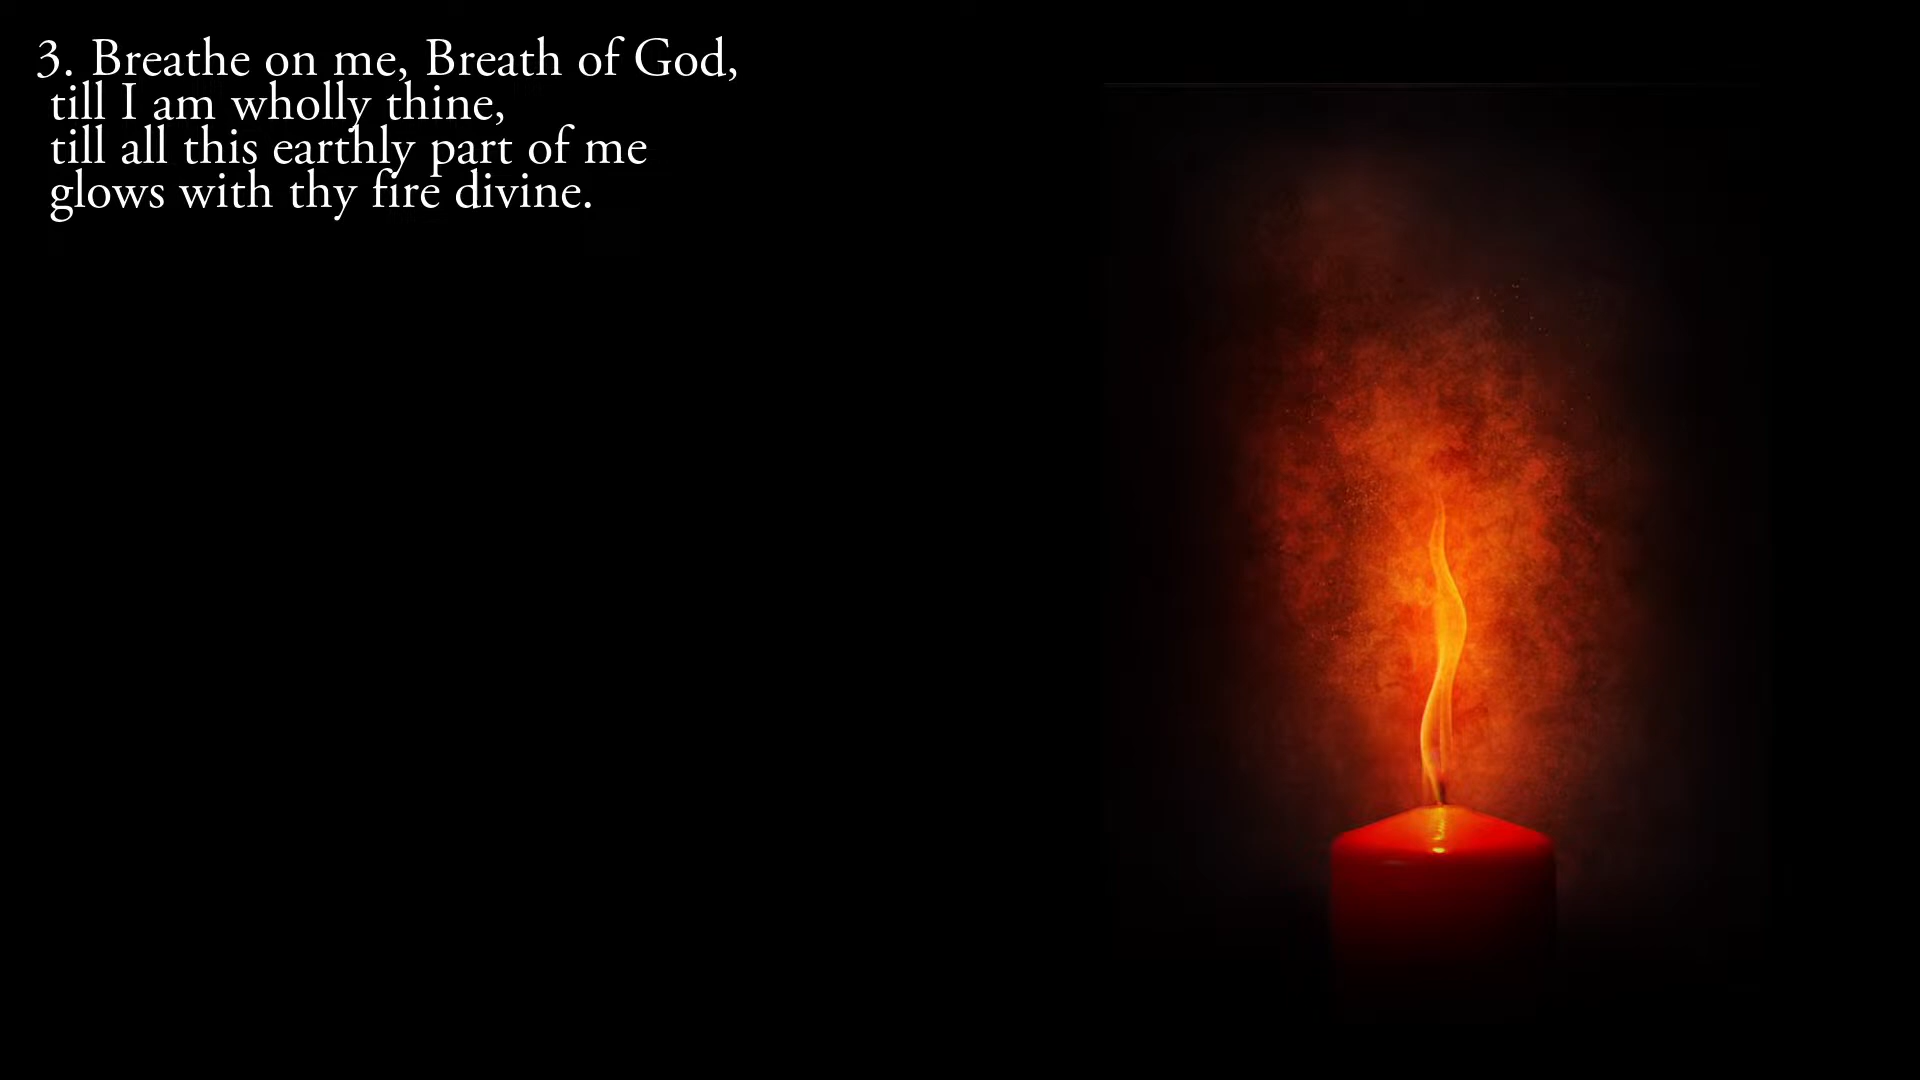 3. Breathe on me, Breath of God,
till I am wholly thine,
till all this earthly part of me
glows with thy fire divine.